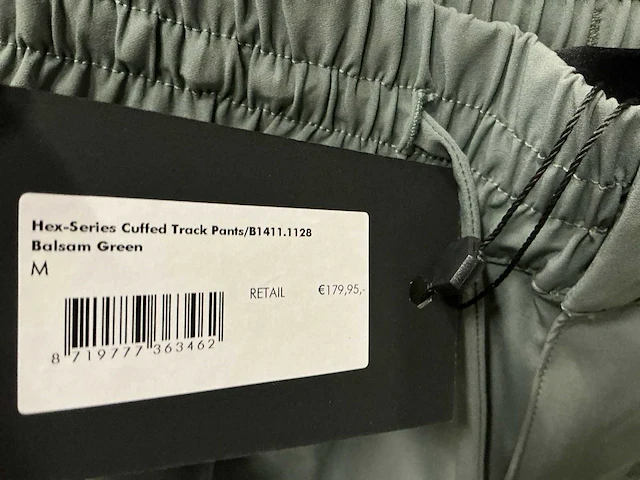 Hex-Series Cuffed Track Pants/B1411.1128
Balsam Green
M
RETAIL €179,95,-
8 719777 363462